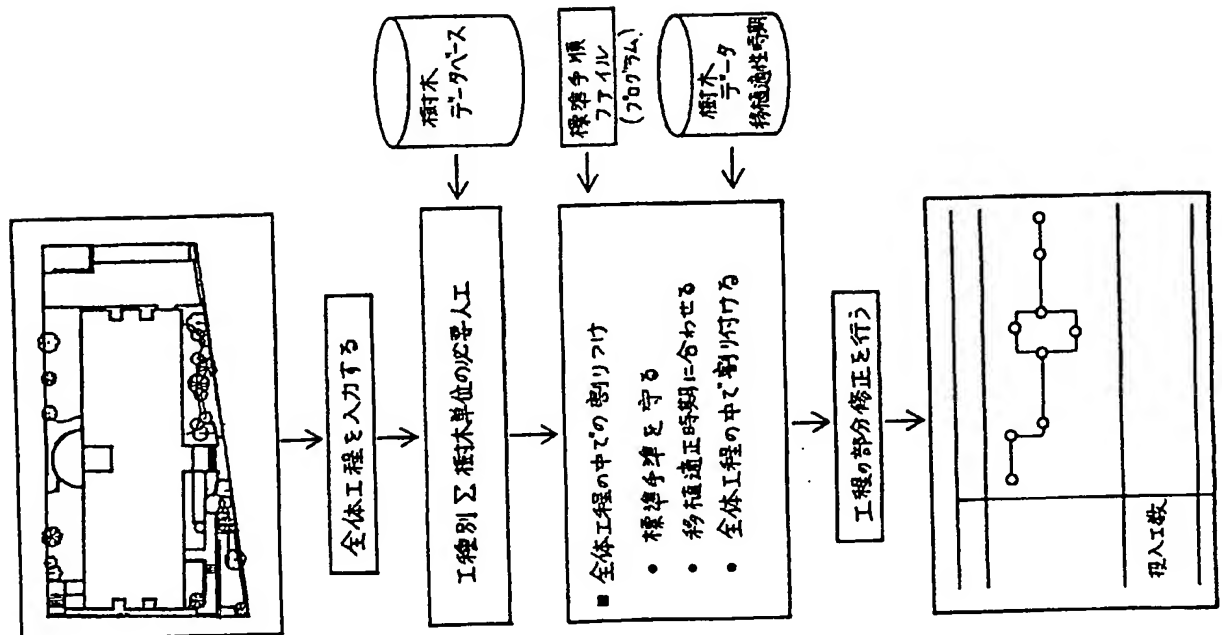 樹木
データベース
標準手順
ファイル
(プログラム)
樹木
データ
移植適性時期
全体工程を入力する
工種別Σ樹木単位の必要人工
■ 全体工程の中での割りつけ
• 標準手準を守る
• 移植適正時期に合わせる
• 全体工程の中で割り付ける
工程の部分修正を行う
投入工数